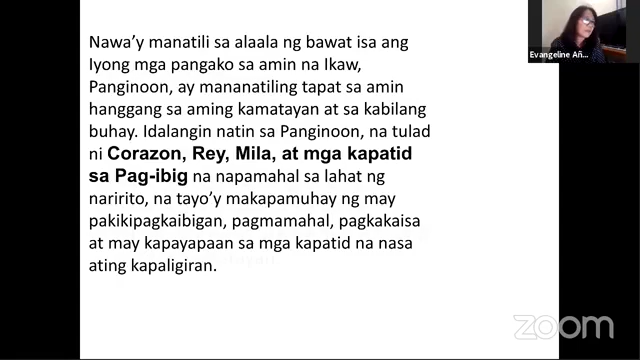 Nawa’y manatili sa alaala ng bawat isa ang
Iyong mga pangako sa amin na Ikaw,
Panginoon, ay mananatiling tapat sa amin
hanggang sa aming kamatayan at sa kabilang
buhay. Idalangin natin sa Panginoon, na tulad
ni Corazon, Rey, Mila, at mga kapatid
sa Pag-ibig na napamahal sa lahat ng
naririto, na tayo’y makapamuhay ng may
pakikipagkaibigan, pagmamahal, pagkakaisa
at may kapayapaan sa mga kapatid na nasa
ating kapaligiran.
Evangeline Añ...
zoom